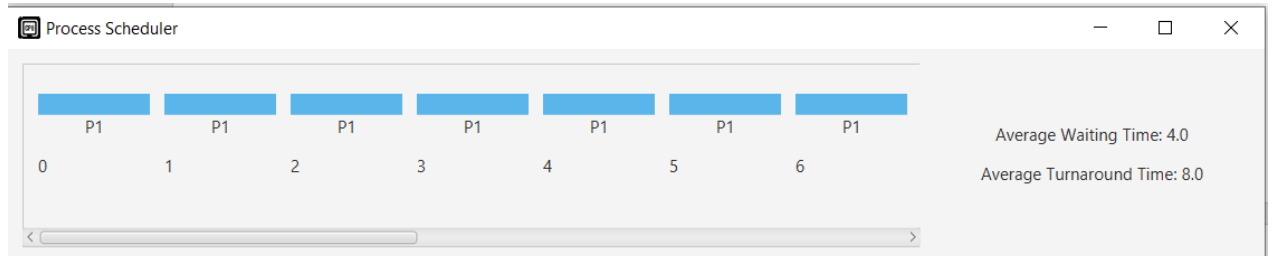 CPU
Process Scheduler
P1 P1 P1 P1 P1 P1 P1
0 1 2 3 4 5 6
Average Waiting Time: 4.0
Average Turnaround Time: 8.0